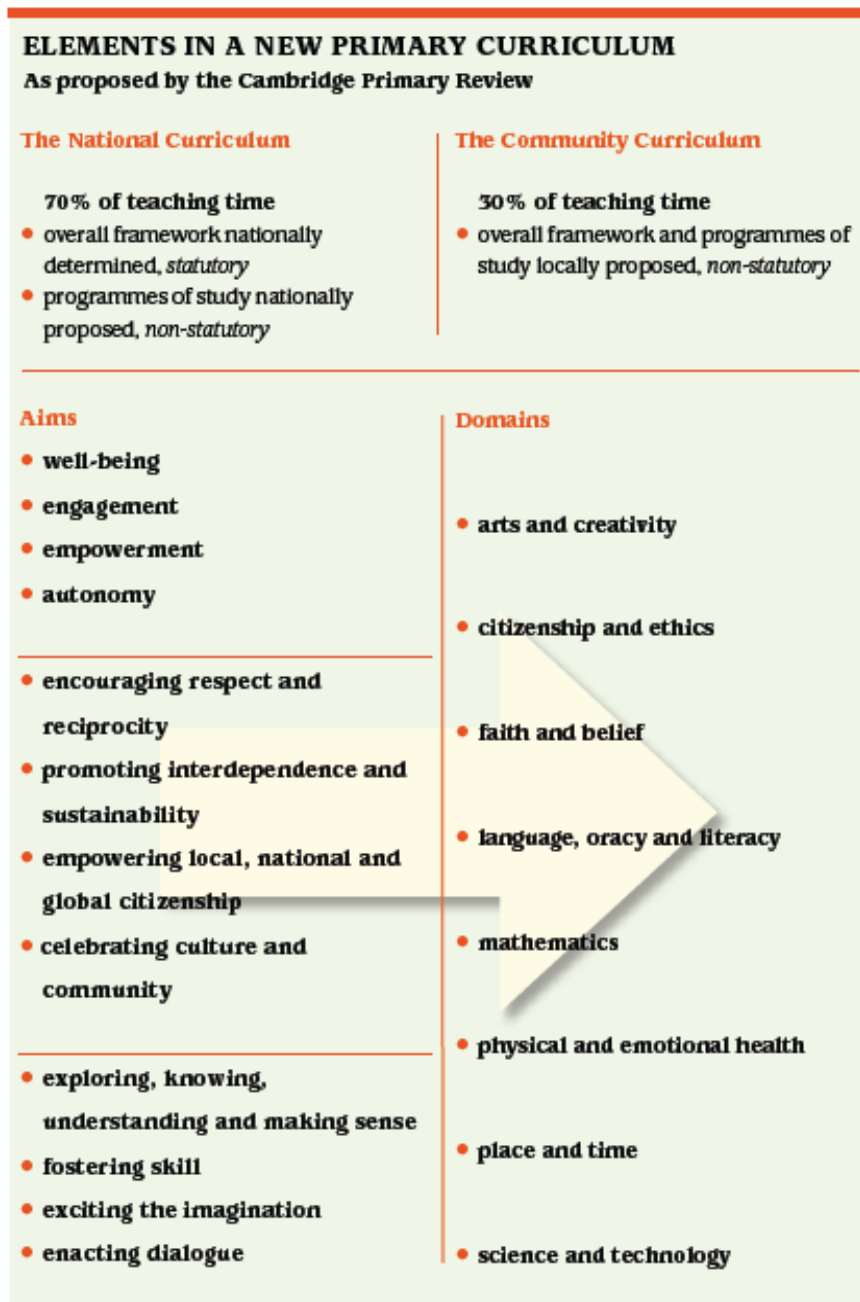 ELEMENTS IN A NEW PRIMARY CURRICULUM
As proposed by the Cambridge Primary Review
The National Curriculum
70% of teaching time
• overall framework nationally
determined, statutory
• programmes of study nationally
proposed, non-statutory
The Community Curriculum
30% of teaching time
• overall framework and programmes of
study locally proposed, non-statutory
Aims
• well-being
• engagement
• empowerment
• autonomy
• encouraging respect and
reciprocity
• promoting interdependence and
sustainability
• empowering local, national and
global citizenship
• celebrating culture and
community
• exploring, knowing,
understanding and making sense
• fostering skill
• exciting the imagination
• enacting dialogue
Domains
• arts and creativity
• citizenship and ethics
• faith and belief
• language, oracy and literacy
• mathematics
• physical and emotional health
• place and time
• science and technology